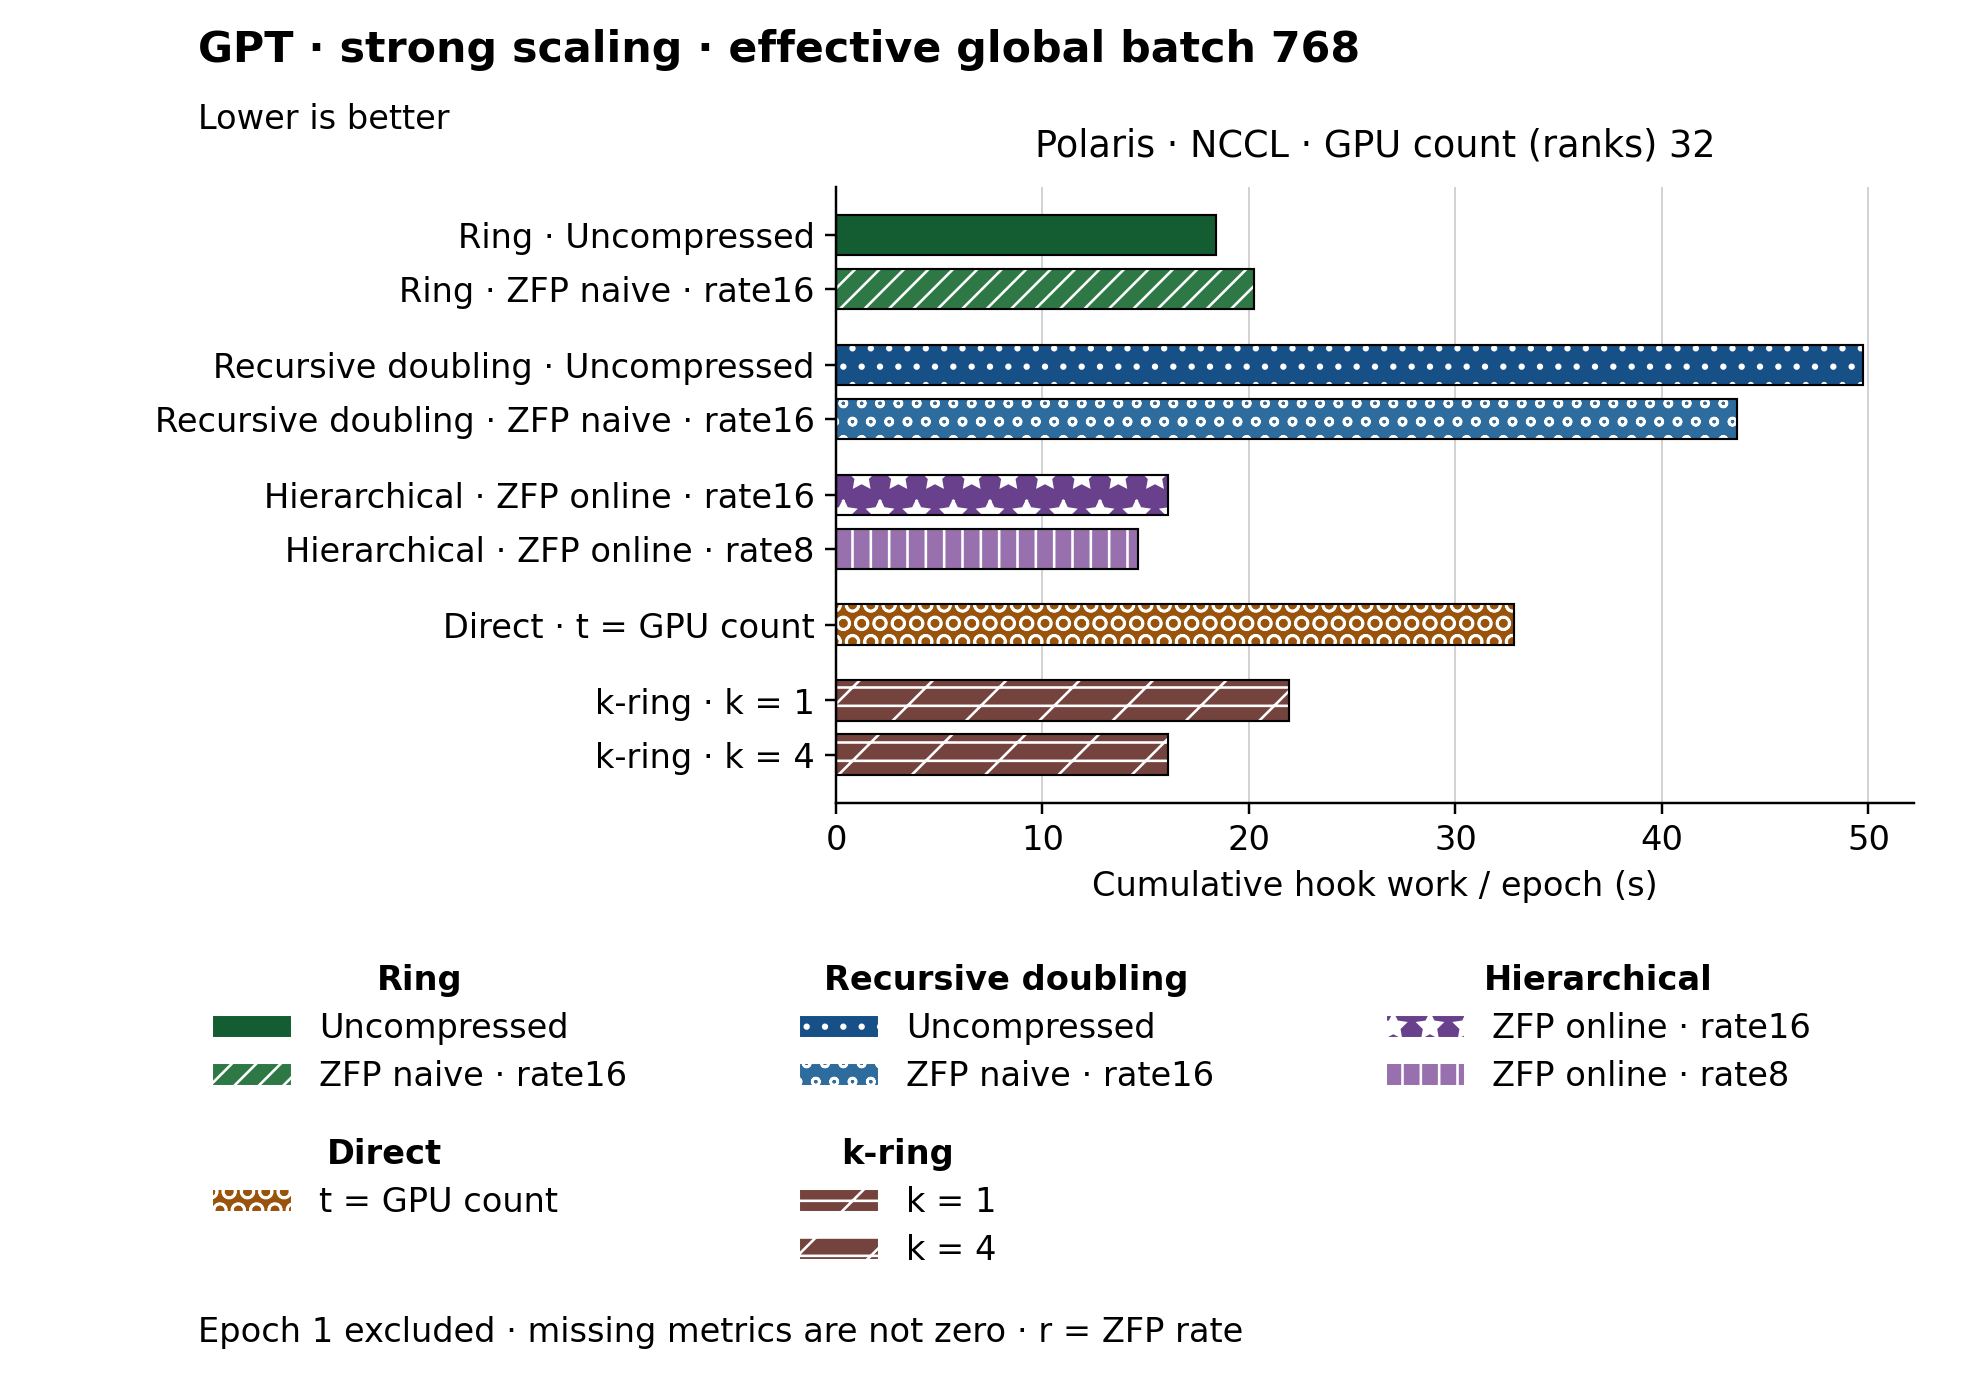 GPT · strong scaling · effective global batch 768
Lower is better
Polaris · NCCL · GPU count (ranks) 32
Ring · Uncompressed
Ring · ZFP naive · rate16
Recursive doubling · Uncompressed
Recursive doubling · ZFP naive · rate16
Hierarchical · ZFP online · rate16
Hierarchical · ZFP online · rate8
Direct · t = GPU count
k-ring · k = 1
k-ring · k = 4
0 10 20 30 40 50
Cumulative hook work / epoch (s)
Ring
Uncompressed
ZFP naive · rate16
Recursive doubling
Uncompressed
ZFP naive · rate16
Hierarchical
ZFP online · rate16
ZFP online · rate8
Direct
t = GPU count
k-ring
k = 1
k = 4
Epoch 1 excluded · missing metrics are not zero · r = ZFP rate